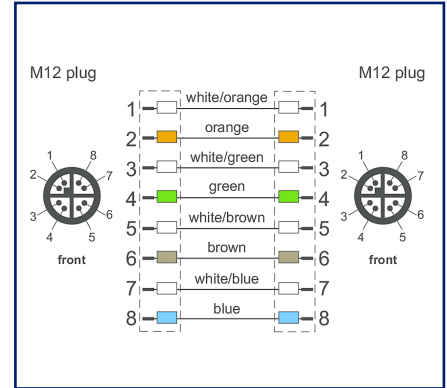 M12 plug
M12 plug
1 white/orange 1
2 orange 2
3 white/green 3
4 green 4
5 white/brown 5
6 brown 6
7 white/blue 7
8 blue 8
1 8
2 7
3 6
4 5
front
1 8
2 7
3 6
4 5
front